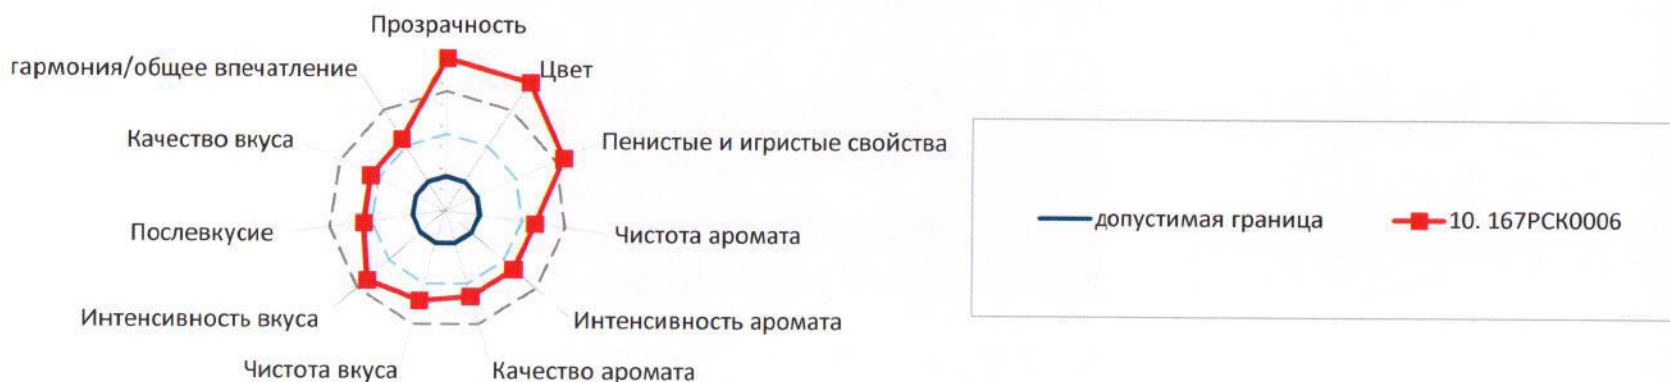 Прозрачность
Цвет
Пенистые и игристые свойства
Чистота аромата
Интенсивность аромата
Качество аромата
Чистота вкуса
Интенсивность вкуса
Послевкусие
Качество вкуса
гармония/общее впечатление
допустимая граница
10. 167РСК0006